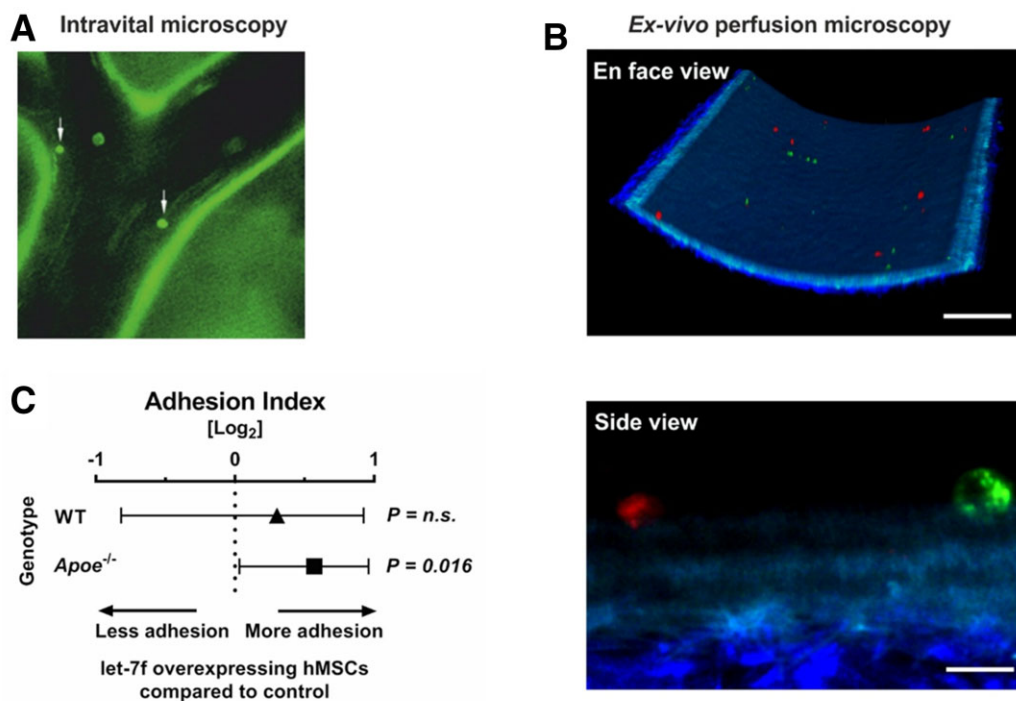 A
Intravital microscopy
B
Ex-vivo perfusion microscopy
En face view
C
Adhesion Index
[Log2]
-1 0 1
Genotype
WT P = n.s.
Apoe-/- P = 0.016
Less adhesion More adhesion
let-7f overexpressing hMSCs
compared to control
Side view